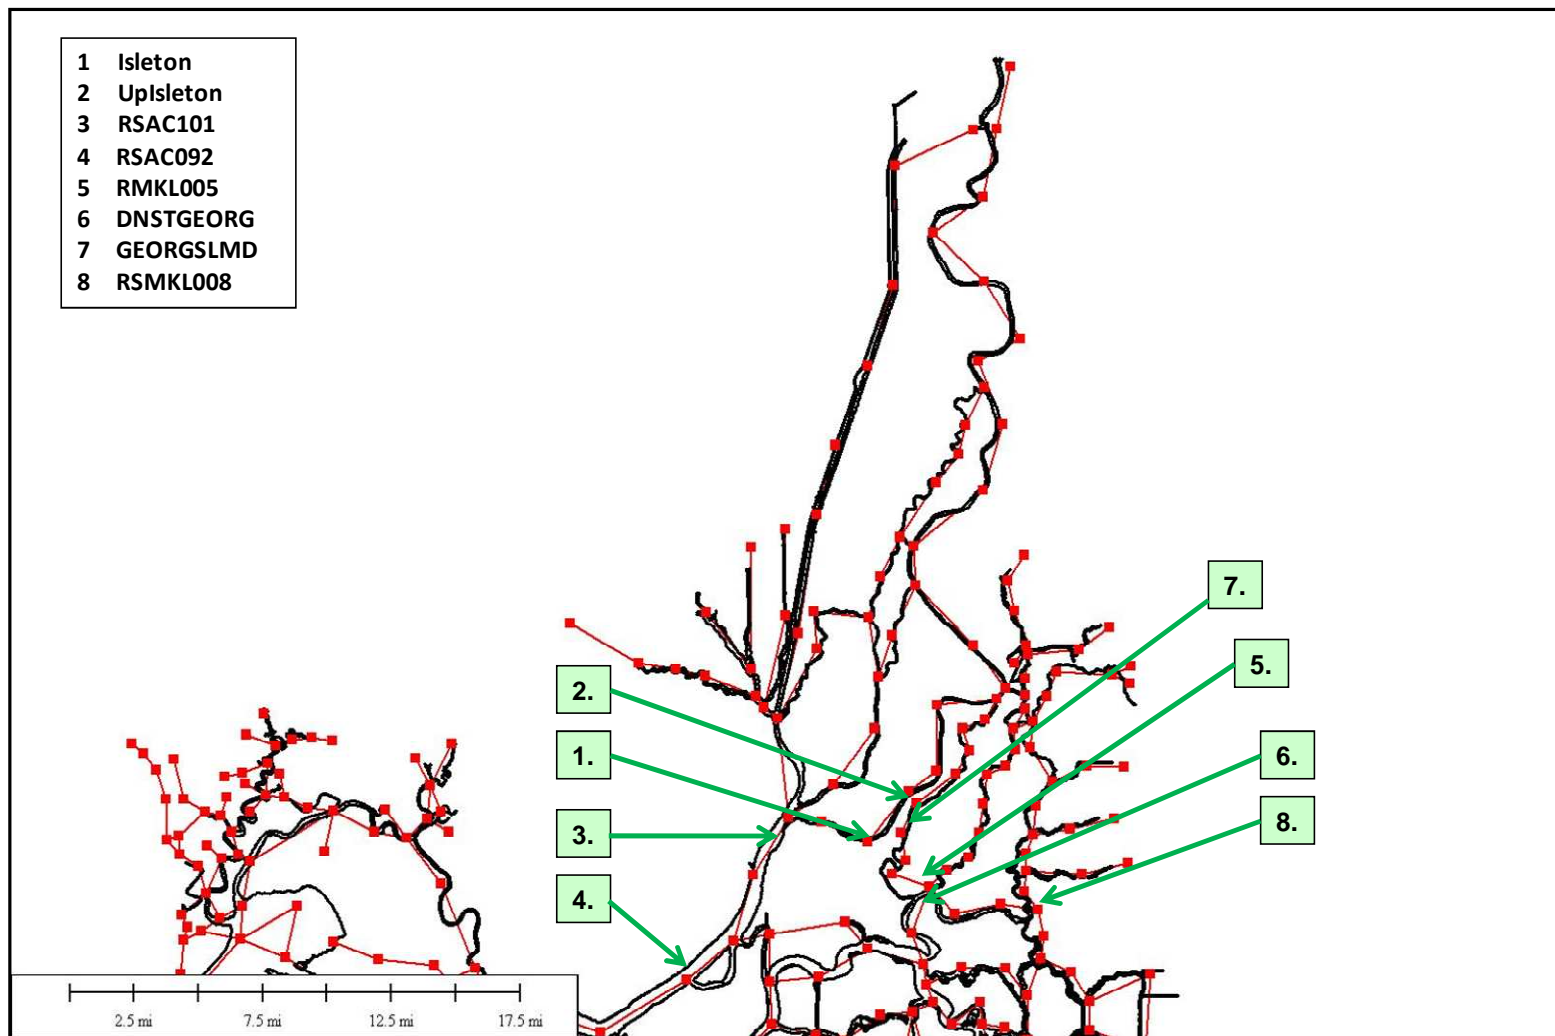 1 Isleton
2 UpIsleton
3 RSAC101
4 RSAC092
5 RMKL005
6 DNSTGEORG
7 GEORGSLMD
8 RSMKL008
7.
5.
2.
1.
6.
3.
8.
4.
2.5 mi 7.5 mi 12.5 mi 17.5 mi